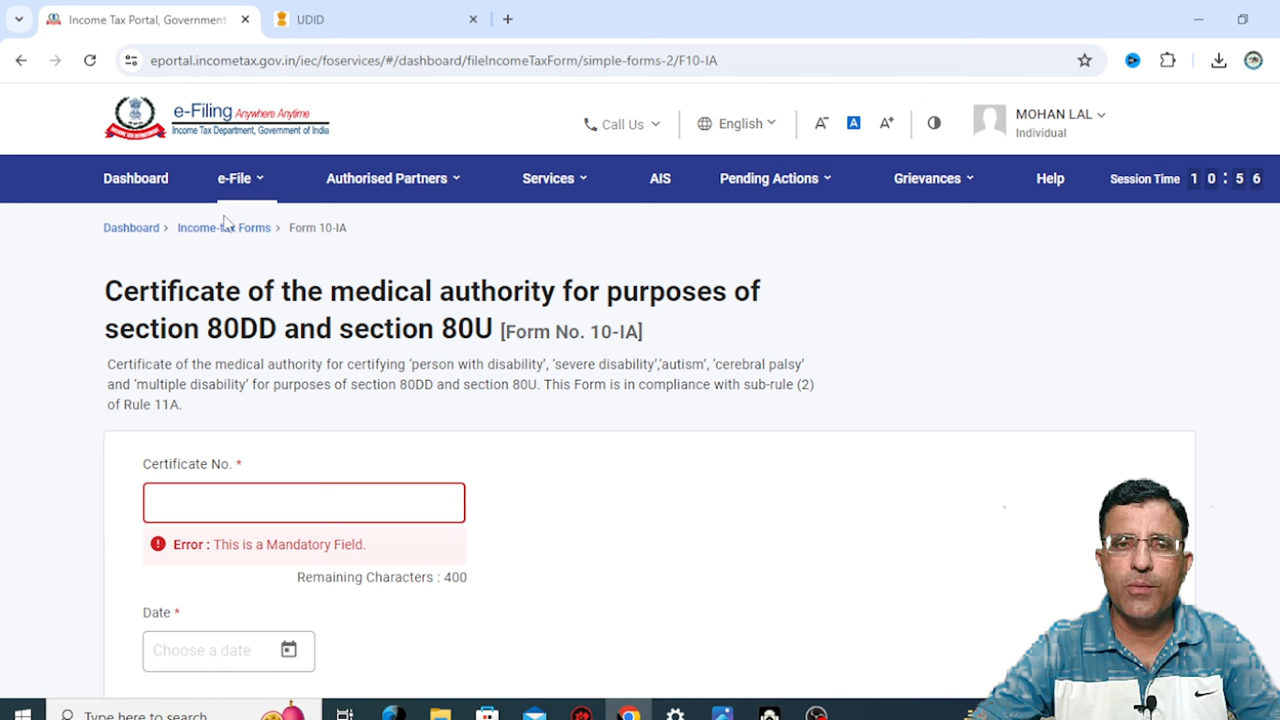 Income Tax Portal, Government
UDID
eportal.incometax.gov.in/iec/foservices/#/dashboard/fileIncomeTaxForm/simple-forms-2/F10-IA
e-Filing Anywhere Anytime
Income Tax Department, Government of India
Call Us
English
A-
A
A+
MOHAN LAL
Individual
Dashboard
e-File
Authorised Partners
Services
AIS
Pending Actions
Grievances
Help
Session Time 10:56
Dashboard > Income-tax Forms > Form 10-IA
Certificate of the medical authority for purposes of
section 80DD and section 80U [Form No. 10-IA]
Certificate of the medical authority for certifying 'person with disability', 'severe disability','autism', 'cerebral palsy'
and 'multiple disability' for purposes of section 80DD and section 80U. This Form is in compliance with sub-rule (2)
of Rule 11A.
Certificate No. *
Error : This is a Mandatory Field.
Remaining Characters : 400
Date *
Choose a date
Type here to search